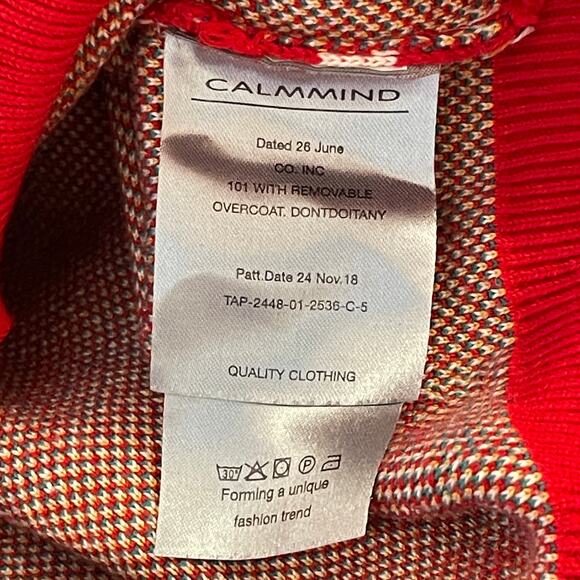 CALMMIND
Dated 26 June
CO. INC
101 WITH REMOVABLE
OVERCOAT. DONTDOITANY
Patt.Date 24 Nov.18
TAP-2448-01-2536-C-5
QUALITY CLOTHING
30° P
Forming a unique
fashion trend